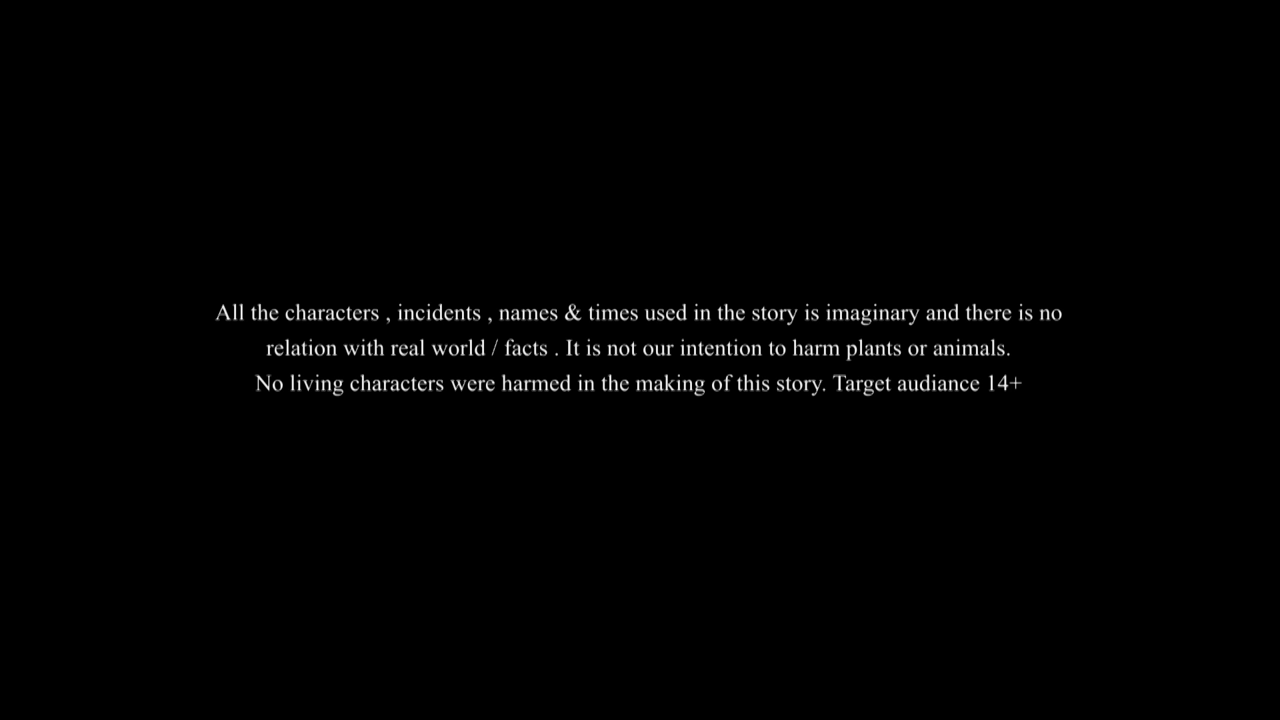 All the characters , incidents , names & times used in the story is imaginary and there is no
relation with real world / facts . It is not our intention to harm plants or animals.
No living characters were harmed in the making of this story. Target audiance 14+